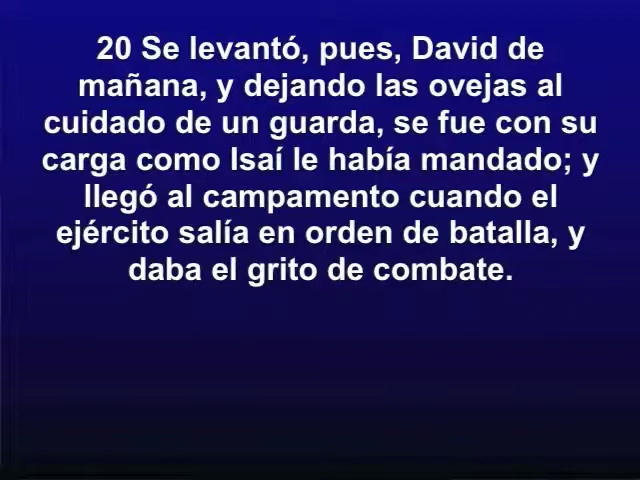 20 Se levantó, pues, David de
mañana, y dejando las ovejas al
cuidado de un guarda, se fue con su
carga como Isaí le había mandado; y
llegó al campamento cuando el
ejército salía en orden de batalla, y
daba el grito de combate.